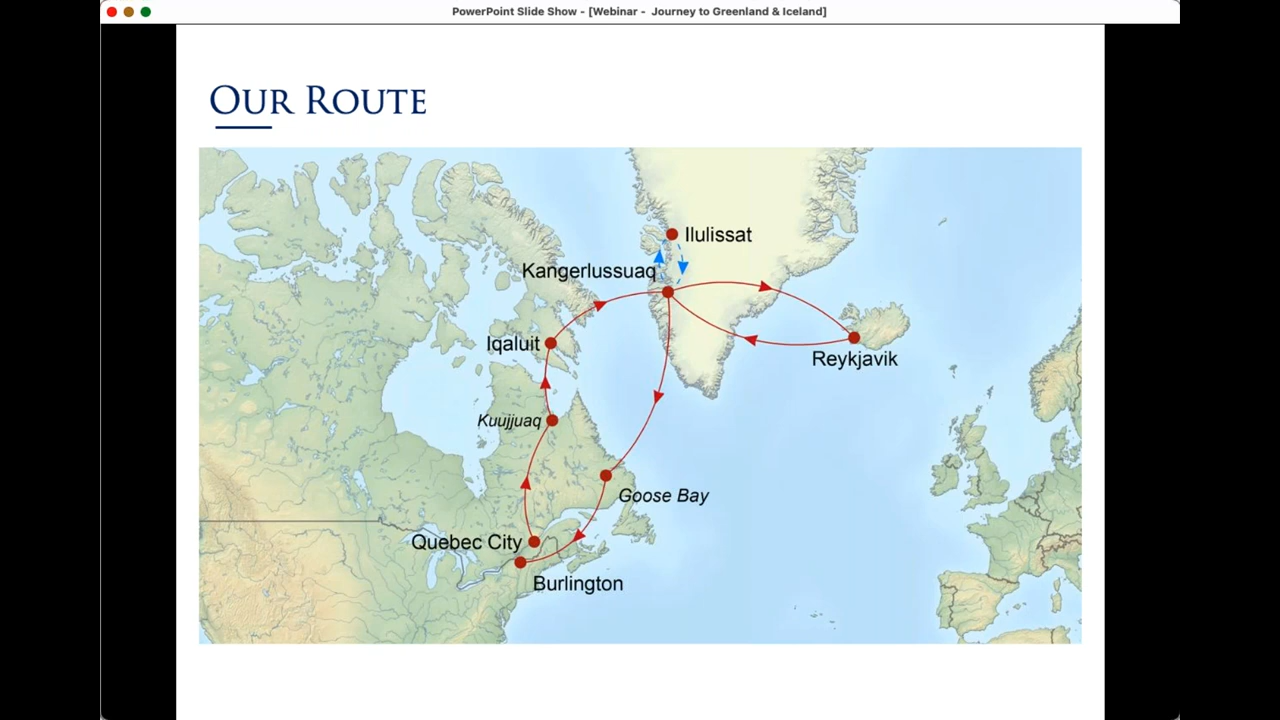 PowerPoint Slide Show - [Webinar -  Journey to Greenland & Iceland]
Our Route
Ilulissat
Kangerlussuaq
Iqaluit
Reykjavik
Kuujjuaq
Goose Bay
Quebec City
Burlington